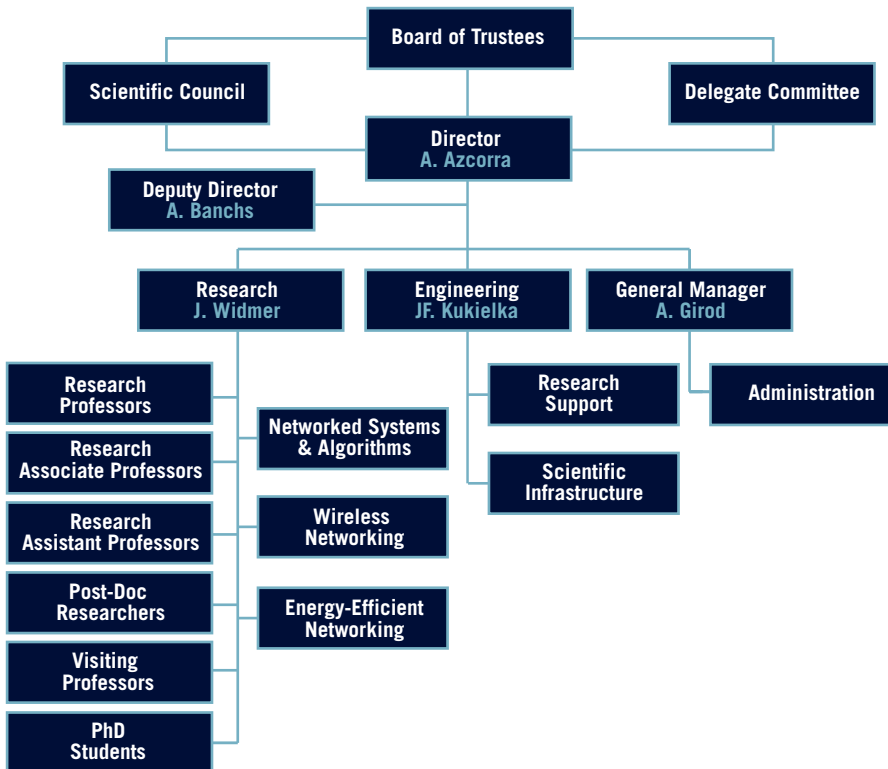 Board of Trustees
Scientific Council
Delegate Committee
Director
A. Azcorra
Deputy Director
A. Banchs
Research
J. Widmer
Engineering
JF. Kukielka
General Manager
A. Girod
Research
Professors
Research
Associate Professors
Research
Assistant Professors
Post-Doc
Researchers
Visiting
Professors
PhD
Students
Networked Systems
& Algorithms
Wireless
Networking
Energy-Efficient
Networking
Research
Support
Scientific
Infrastructure
Administration